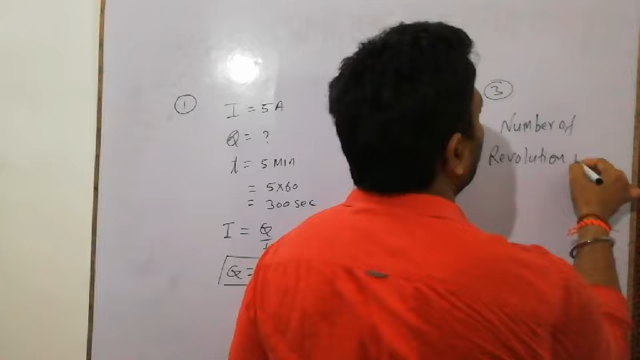 1
I = 5A
Q = ?
t = 5 Min
= 5×60
= 300 sec
I = Q
Q =
3
Number of
Revolution